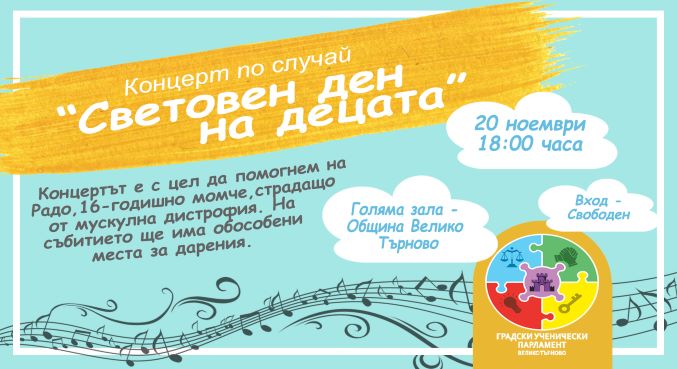 Концерт по случай
"Световен ден
на децата"
20 ноември
18:00 часа
Концертът е с цел да помогнем на
Радо,16-годишно момче,страдащо
от мускулна дистрофия. На
събитието ще има обособени
места за дарения.
Голяма зала -
Община Велико
Търново
Вход -
Свободен
ГРАДСКИ УЧЕНИЧЕСКИ
ПАРЛАМЕНТ
ВЕЛИКО ТЪРНОВО